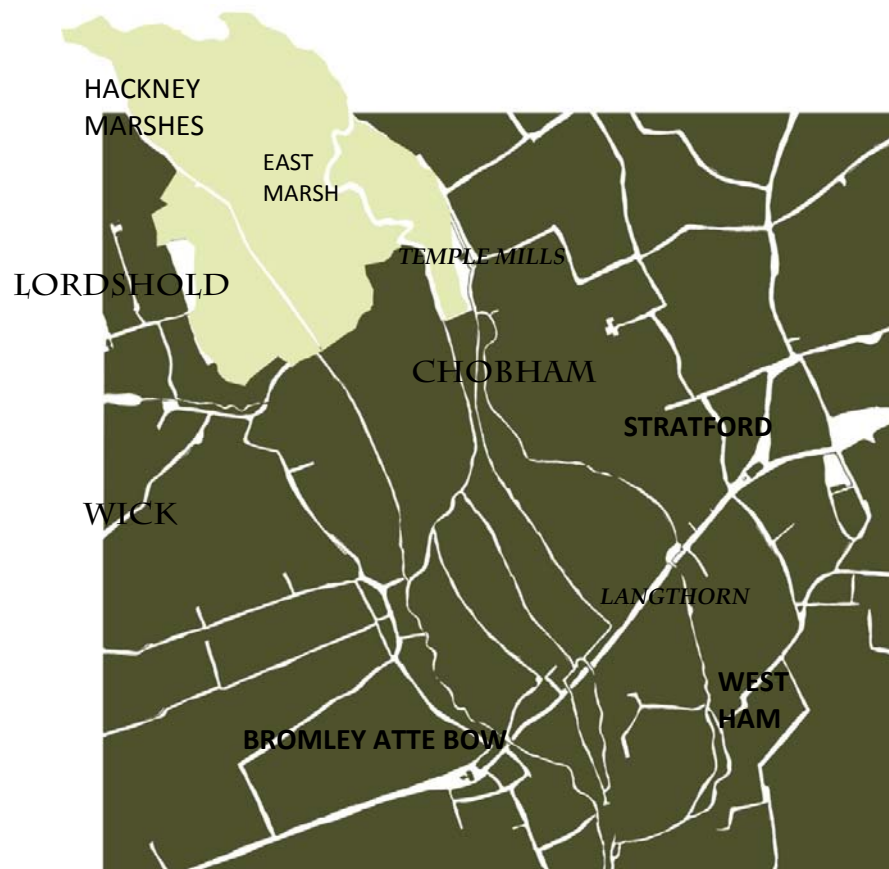 HACKNEY
MARSHES
EAST
MARSH
TEMPLE MILLS
LORDSHOLD
CHOBHAM
STRATFORD
WICK
LANGTHORN
WEST
HAM
BROMLEY ATTE BOW